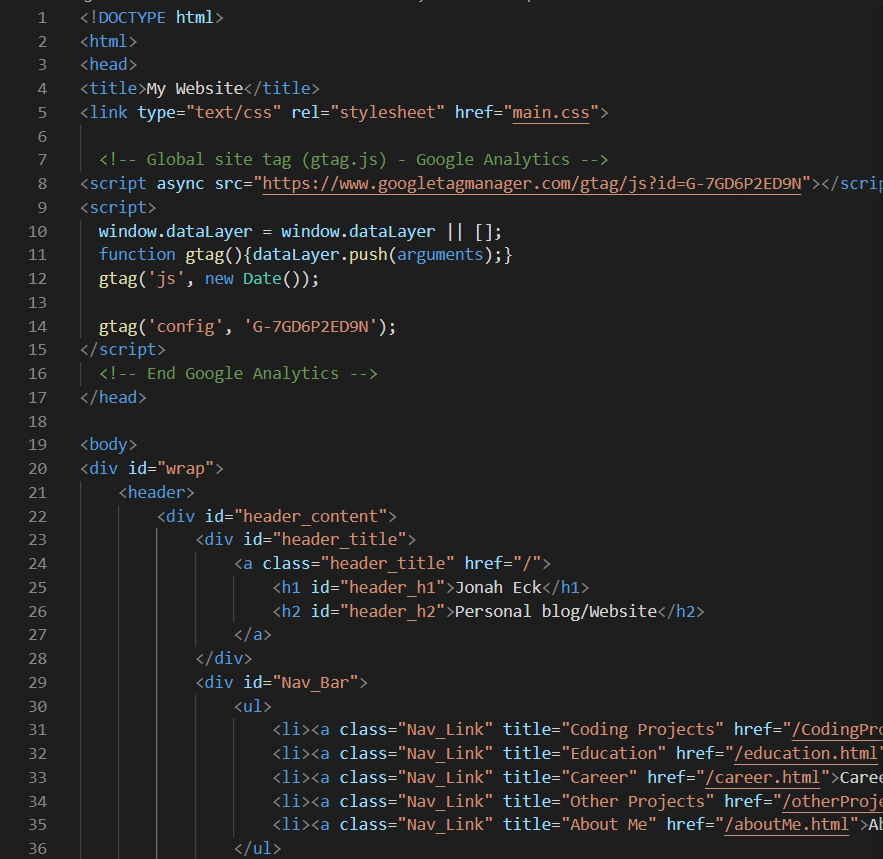 1 <!DOCTYPE html>
2 <html>
3 <head>
4 <title>My Website</title>
5 <link type="text/css" rel="stylesheet" href="main.css">
6
7 <!-- Global site tag (gtag.js) - Google Analytics -->
8 <script async src="https://www.googletagmanager.com/gtag/js?id=G-7GD6P2ED9N"></scrip
9 <script>
10 window.dataLayer = window.dataLayer || [];
11 function gtag(){dataLayer.push(arguments);}
12 gtag('js', new Date());
13
14 gtag('config', 'G-7GD6P2ED9N');
15 </script>
16 <!-- End Google Analytics -->
17 </head>
18
19 <body>
20 <div id="wrap">
21 <header>
22 <div id="header_content">
23 <div id="header_title">
24 <a class="header_title" href="/">
25 <h1 id="header_h1">Jonah Eck</h1>
26 <h2 id="header_h2">Personal blog/Website</h2>
27 </a>
28 </div>
29 <div id="Nav_Bar">
30 <ul>
31 <li><a class="Nav_Link" title="Coding Projects" href="/CodingPro
32 <li><a class="Nav_Link" title="Education" href="/education.html"
33 <li><a class="Nav_Link" title="Career" href="/career.html">Caree
34 <li><a class="Nav_Link" title="Other Projects" href="/otherProje
35 <li><a class="Nav_Link" title="About Me" href="/aboutMe.html">Ab
36 </ul>